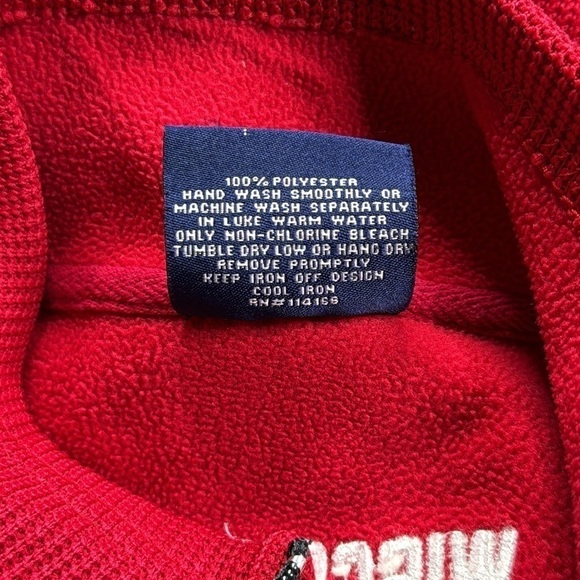 100% POLYESTER
HAND WASH SMOOTHLY OR
MACHINE WASH SEPARATELY
IN LUKE WARM WATER
ONLY NON-CHLORINE BLEACH
TUMBLE DRY LOW OR HANG DRY
REMOVE PROMPTLY
KEEP IRON OFF DESIGN
COOL IRON
RN#114166